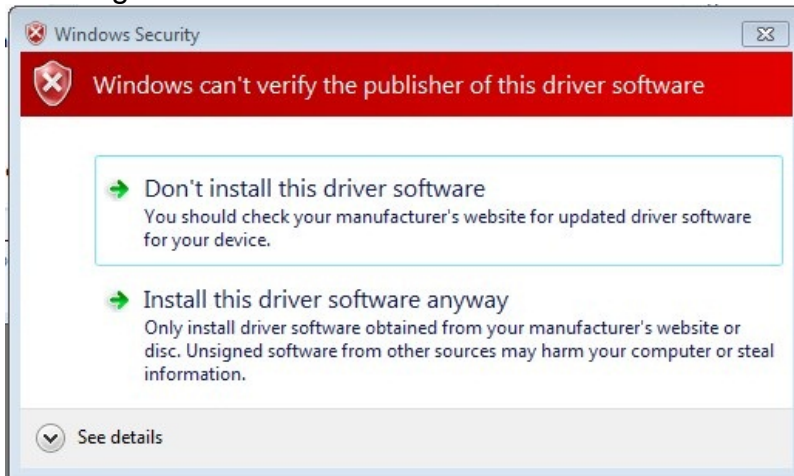 Windows Security
Windows can't verify the publisher of this driver software
Don't install this driver software
You should check your manufacturer's website for updated driver software
for your device.
Install this driver software anyway
Only install driver software obtained from your manufacturer's website or
disc. Unsigned software from other sources may harm your computer or steal
information.
See details